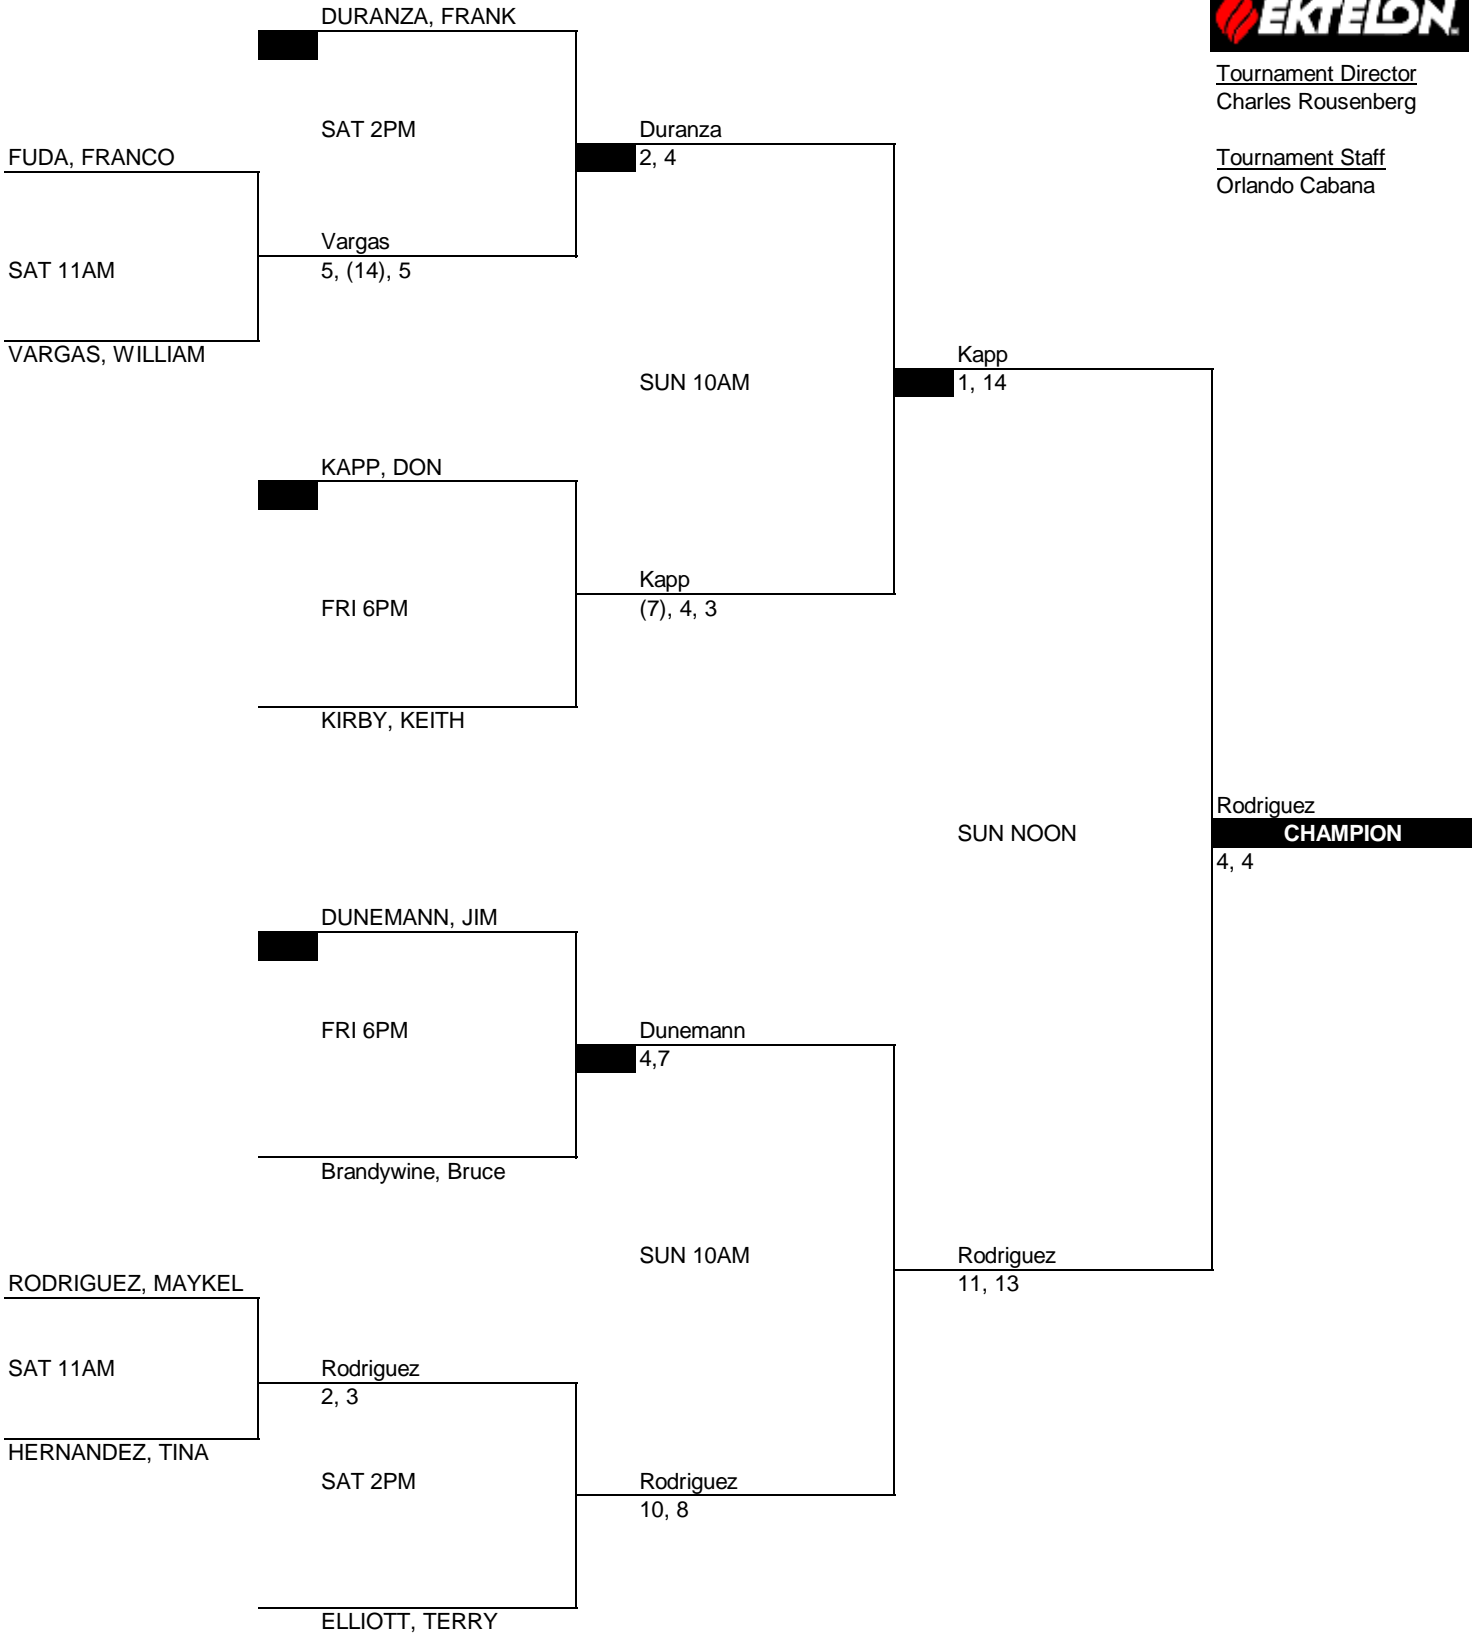 DURANZA, FRANK
EKTELON
Tournament Director
Charles Rousenberg
SAT 2PM
Duranza
FUDA, FRANCO
2, 4
Tournament Staff
Orlando Cabana
Vargas
SAT 11AM
5, (14), 5
VARGAS, WILLIAM
Kapp
SUN 10AM
1, 14
KAPP, DON
Kapp
FRI 6PM
(7), 4, 3
KIRBY, KEITH
Rodriguez
SUN NOON
CHAMPION
4, 4
DUNEMANN, JIM
FRI 6PM
Dunemann
4,7
Brandywine, Bruce
SUN 10AM
Rodriguez
RODRIGUEZ, MAYKEL
11, 13
SAT 11AM
Rodriguez
2, 3
HERNANDEZ, TINA
SAT 2PM
Rodriguez
10, 8
ELLIOTT, TERRY